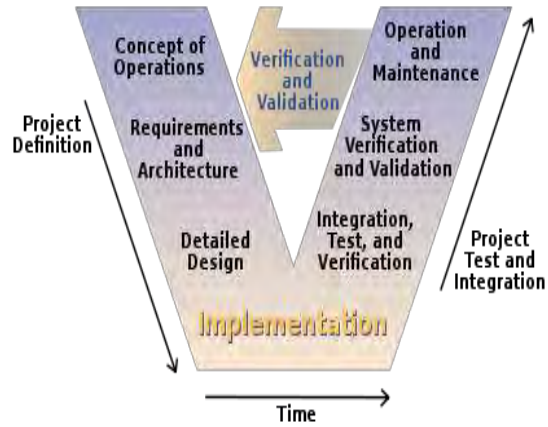 Concept of
Operations
Verification
and
Validation
Operation
and
Maintenance
Project
Definition
Requirements
and
Architecture
System
Verification
and Validation
Detailed
Design
Integration,
Test, and
Verification
Project
Test and
Integration
Implementation
Time